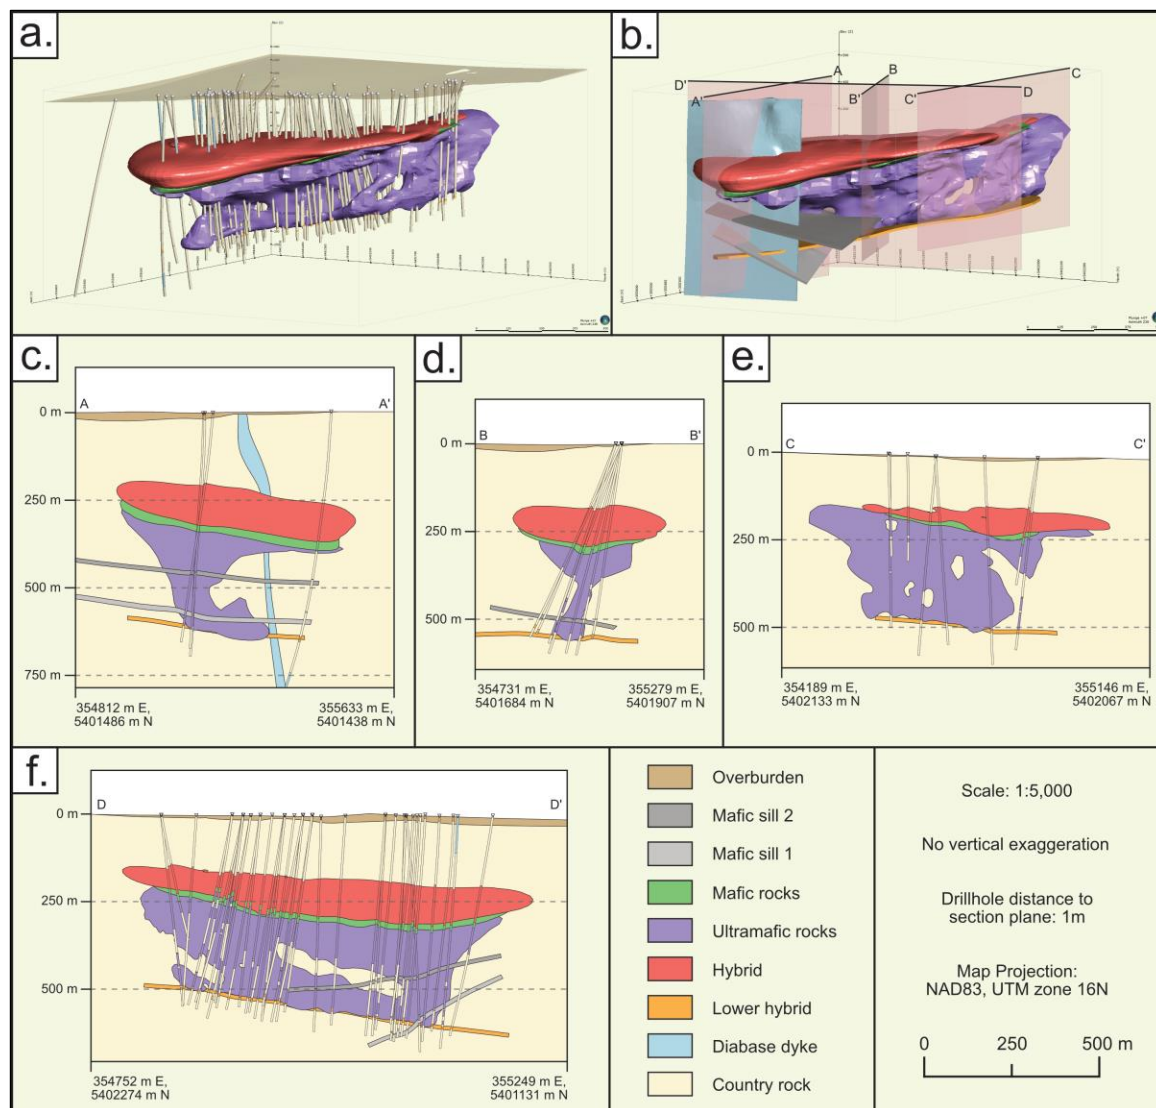 a.
b.
A
B
C
D'
A'
B'
C'
D
c.
A
A'
0 m
250 m
500 m
750 m
354812 m E,
5401486 m N
355633 m E,
5401438 m N
d.
B
B'
0 m
250 m
500 m
354731 m E,
5401684 m N
355279 m E,
5401907 m N
e.
C
C'
0 m
250 m
500 m
354189 m E,
5402133 m N
355146 m E,
5402067 m N
f.
D
D'
0 m
250 m
500 m
354752 m E,
5402274 m N
355249 m E,
5401131 m N
Overburden
Mafic sill 2
Mafic sill 1
Mafic rocks
Ultramafic rocks
Hybrid
Lower hybrid
Diabase dyke
Country rock
Scale: 1:5,000
No vertical exaggeration
Drillhole distance to
section plane: 1m
Map Projection:
NAD83, UTM zone 16N
0 250 500 m